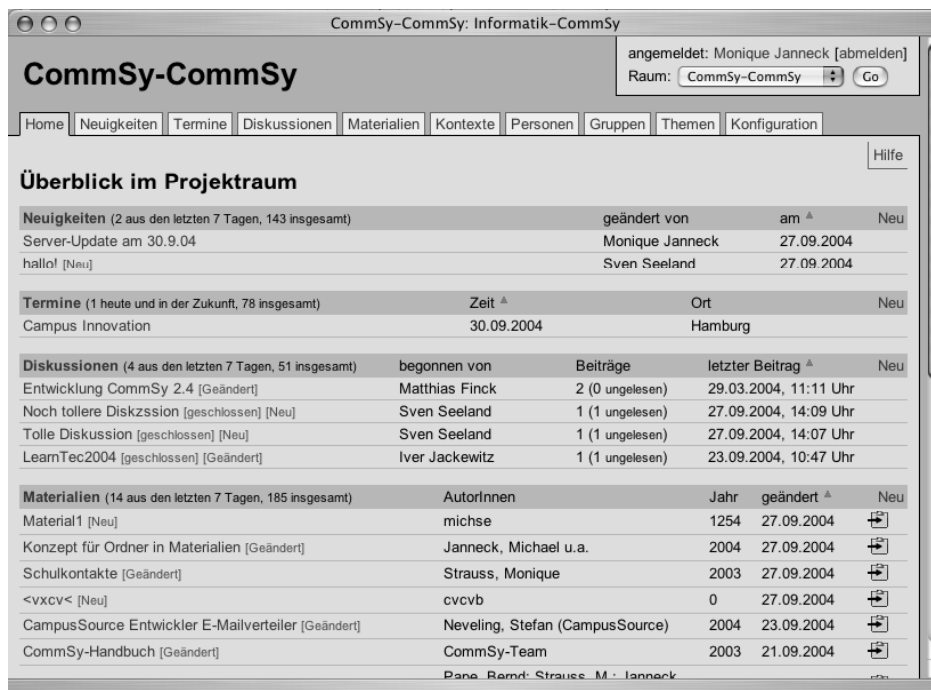 CommSy-CommSy: Informatik-CommSy
angemeldet: Monique Janneck [abmelden]
CommSy-CommSy
Raum: CommSy-CommSy Go
Home Neuigkeiten Termine Diskussionen Materialien Kontexte Personen Gruppen Themen Konfiguration
Hilfe
Überblick im Projektraum
Neuigkeiten (2 aus den letzten 7 Tagen, 143 insgesamt) geändert von am Neu
Server-Update am 30.9.04 Monique Janneck 27.09.2004
hallo! [Neu] Sven Seeland 27.09.2004
Termine (1 heute und in der Zukunft, 78 insgesamt) Zeit Ort Neu
Campus Innovation 30.09.2004 Hamburg
Diskussionen (4 aus den letzten 7 Tagen, 51 insgesamt) begonnen von Beiträge letzter Beitrag Neu
Entwicklung CommSy 2.4 [Geändert] Matthias Finck 2 (0 ungelesen) 29.03.2004, 11:11 Uhr
Noch tollere Diskzssion [geschlossen] [Neu] Sven Seeland 1 (1 ungelesen) 27.09.2004, 14:09 Uhr
Tolle Diskussion [geschlossen] [Neu] Sven Seeland 1 (1 ungelesen) 27.09.2004, 14:07 Uhr
LearnTec2004 [geschlossen] [Geändert] Iver Jackewitz 1 (1 ungelesen) 23.09.2004, 10:47 Uhr
Materialien (14 aus den letzten 7 Tagen, 185 insgesamt) AutorInnen Jahr geändert Neu
Material1 [Neu] michse 1254 27.09.2004
Konzept für Ordner in Materialien [Geändert] Janneck, Michael u.a. 2004 27.09.2004
Schulkontakte [Geändert] Strauss, Monique 2003 27.09.2004
<vxcv< [Neu] cvcvb 0 27.09.2004
CampusSource Entwickler E-Mailverteiler [Geändert] Neveling, Stefan (CampusSource) 2004 23.09.2004
CommSy-Handbuch [Geändert] CommSy-Team 2003 21.09.2004
Pape, Bernd; Strauss, M.; Janneck